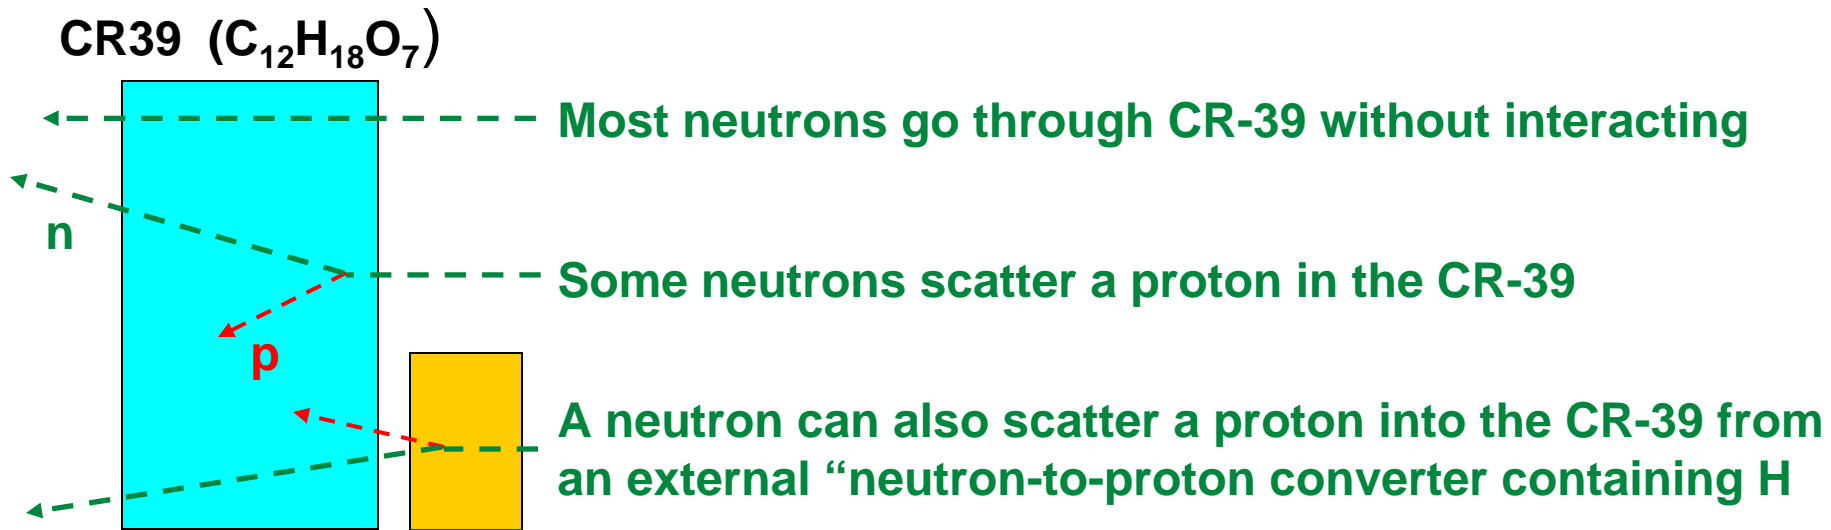 CR39 (C₁₂H₁₈O₇)
Most neutrons go through CR-39 without interacting
n
Some neutrons scatter a proton in the CR-39
p
A neutron can also scatter a proton into the CR-39 from
an external “neutron-to-proton converter containing H